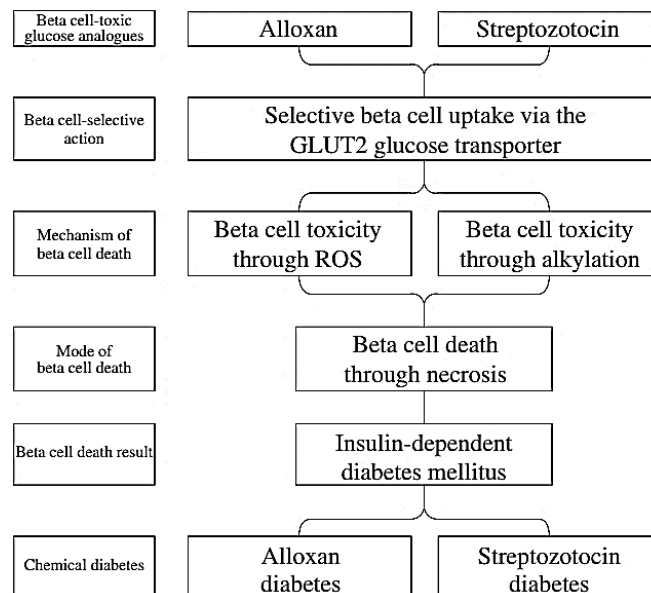 Beta cell-toxic
glucose analogues
Alloxan
Streptozotocin
Beta cell-selective
action
Selective beta cell uptake via the
GLUT2 glucose transporter
Mechanism of
beta cell death
Beta cell toxicity
through ROS
Beta cell toxicity
through alkylation
Mode of
beta cell death
Beta cell death
through necrosis
Beta cell death result
Insulin-dependent
diabetes mellitus
Chemical diabetes
Alloxan
diabetes
Streptozotocin
diabetes